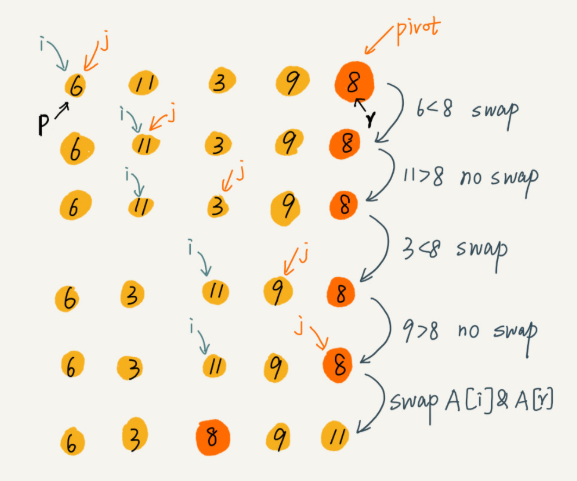 i j pivot
6 11 3 9 8
p r 6<8 swap
i j
6 11 3 9 8
11>8 no swap
i j
6 11 3 9 8
3<8 swap
i j
6 3 11 9 8
9>8 no swap
i j
6 3 11 9 8
swap A[i]&A[r]
6 3 8 9 11